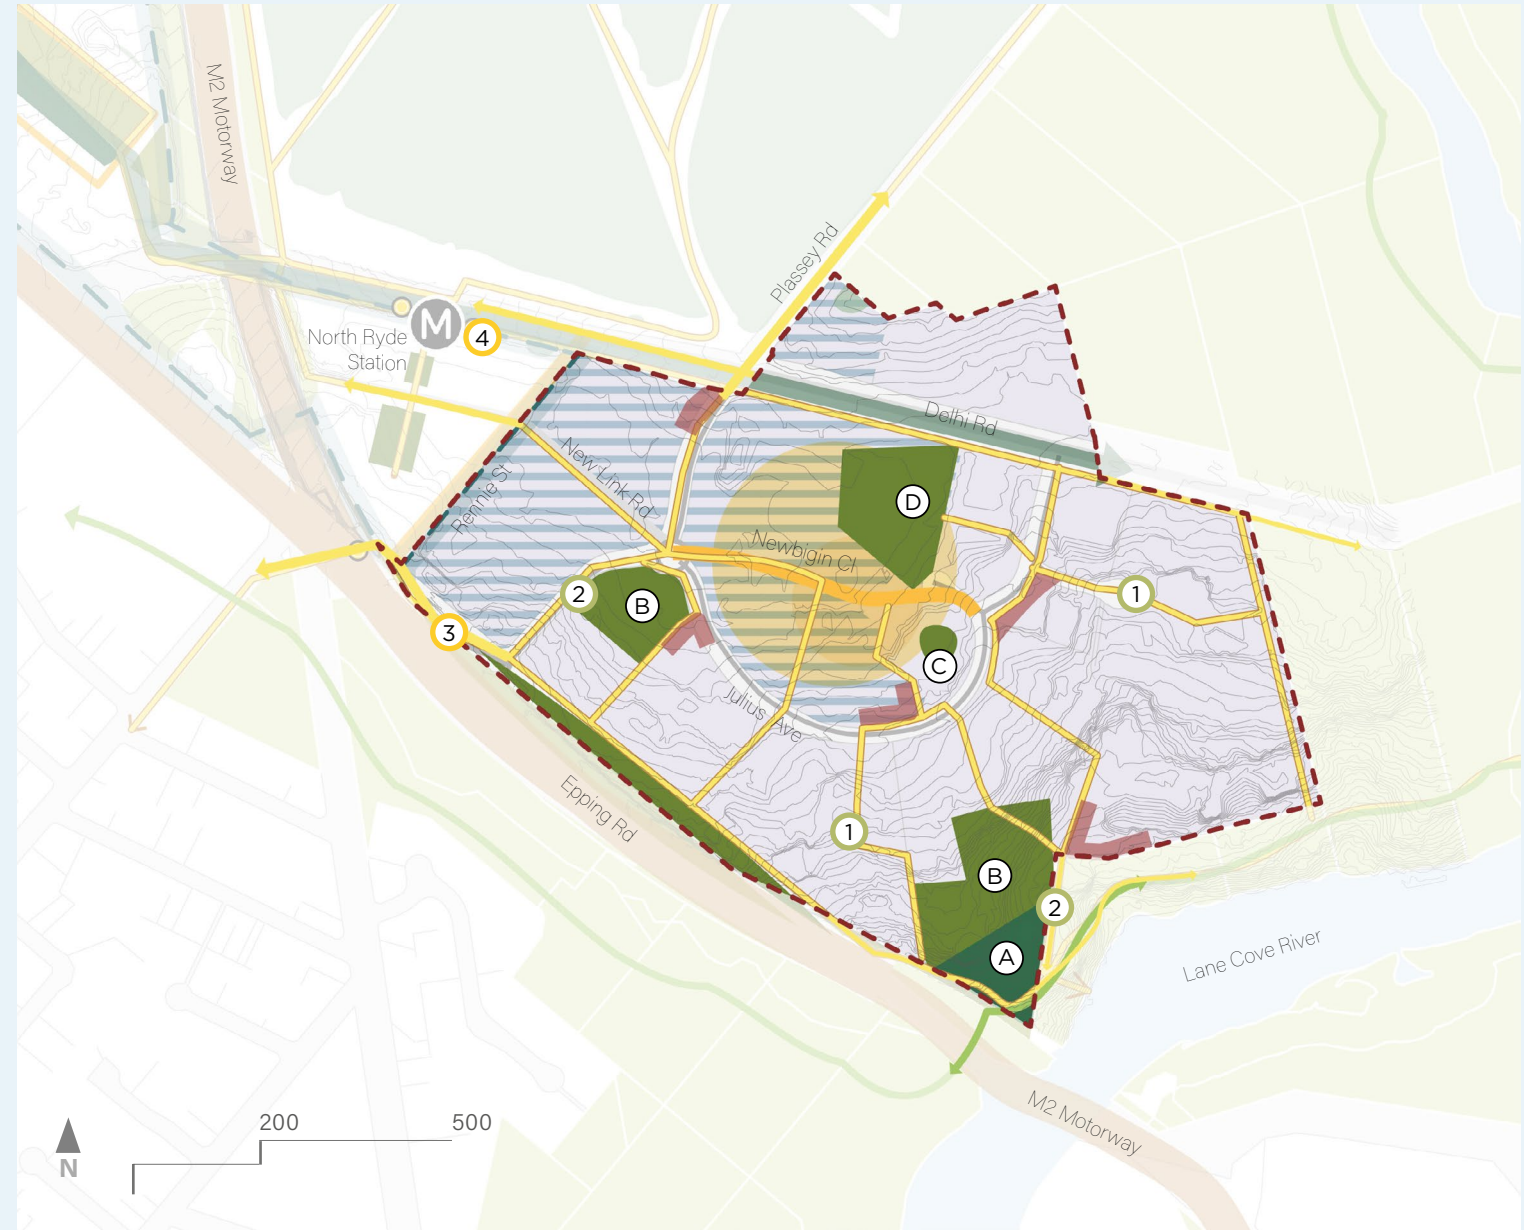 M2 Motorway
Plassey Rd
M
North Ryde
Station
4
Delhi Rd
New Link Rd
Rennie St
D
Newbigin Cl
2
B
1
3
C
Julius Ave
Epping Rd
1
B
2
A
Lane Cove River
M2 Motorway
200
500
N